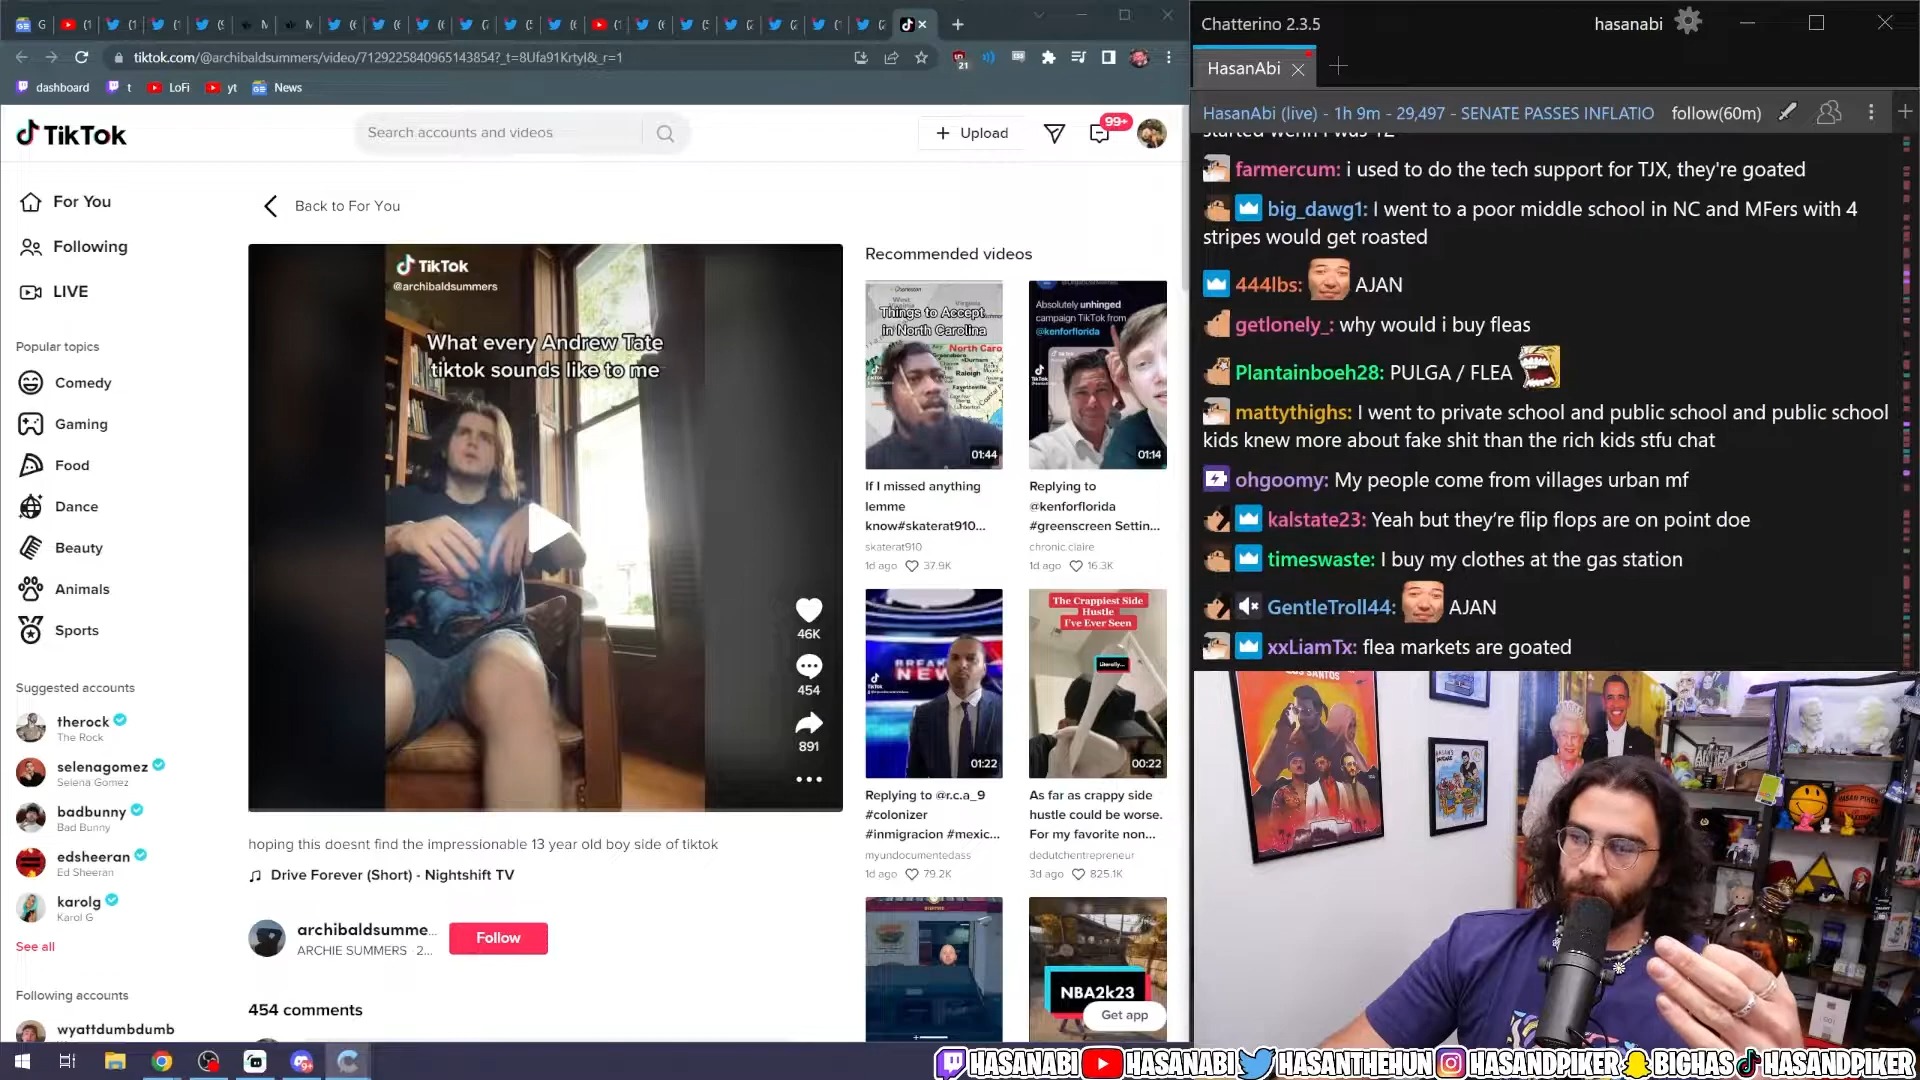 tiktok.com/@archibaldsummers/video/7129225840965143854?_t=8Ufa91KrtyI&_r=1
21
dashboard
t
LoFi
yt
News
TikTok
Search accounts and videos
Upload
99+
For You
Following
LIVE
Popular topics
Comedy
Gaming
Food
Dance
Beauty
Animals
Sports
Suggested accounts
therock
The Rock
selenagomez
Selena Gomez
badbunny
Bad Bunny
edsheeran
Ed Sheeran
karolg
Karol G
See all
Following accounts
wyattdumbdumb
Back to For You
TikTok
@archibaldsummers
What every Andrew Tate
tiktok sounds like to me
46K
454
891
hoping this doesnt find the impressionable 13 year old boy side of tiktok
Drive Forever (Short) - Nightshift TV
archibaldsumme...
ARCHIE SUMMERS · 2...
Follow
454 comments
Recommended videos
Things to Accept
in North Carolina
01:44
If I missed anything
lemme
know#skaterat910...
skaterat910
1d ago 37.9K
Absolutely unhinged
campaign TikTok from
@kenforflorida
01:14
Replying to
@kenforflorida
#greenscreen Settin...
chronic.claire
1d ago 16.3K
01:22
Replying to @r.c.a_9
#colonizer
#inmigracion #mexic...
myundocumentedass
1d ago 79.2K
The Crappiest Side
Hustle
I've Ever Seen
Literally...
00:22
As far as crappy side
hustle could be worse.
For my favorite non...
dedutchentrepreneur
3d ago 825.1K
NBA2k23
Get app
Chatterino 2.3.5
hasanabi
HasanAbi
HasanAbi (live) - 1h 9m - 29,497 - SENATE PASSES INFLATIO
follow(60m)
farmercum: i used to do the tech support for TJX, they're goated
big_dawg1: I went to a poor middle school in NC and MFers with 4
stripes would get roasted
444lbs: AJAN
getlonely_: why would i buy fleas
Plantainboeh28: PULGA / FLEA
mattythighs: I went to private school and public school and public school
kids knew more about fake shit than the rich kids stfu chat
ohgoomy: My people come from villages urban mf
kalstate23: Yeah but they're flip flops are on point doe
timeswaste: I buy my clothes at the gas station
GentleTroll44: AJAN
xxLiamTx: flea markets are goated
LOS SANTOS
HASANABI
HASANABI
HASANTHEHUN
HASANDPIKER
BIGHAS
HASANDPIKER